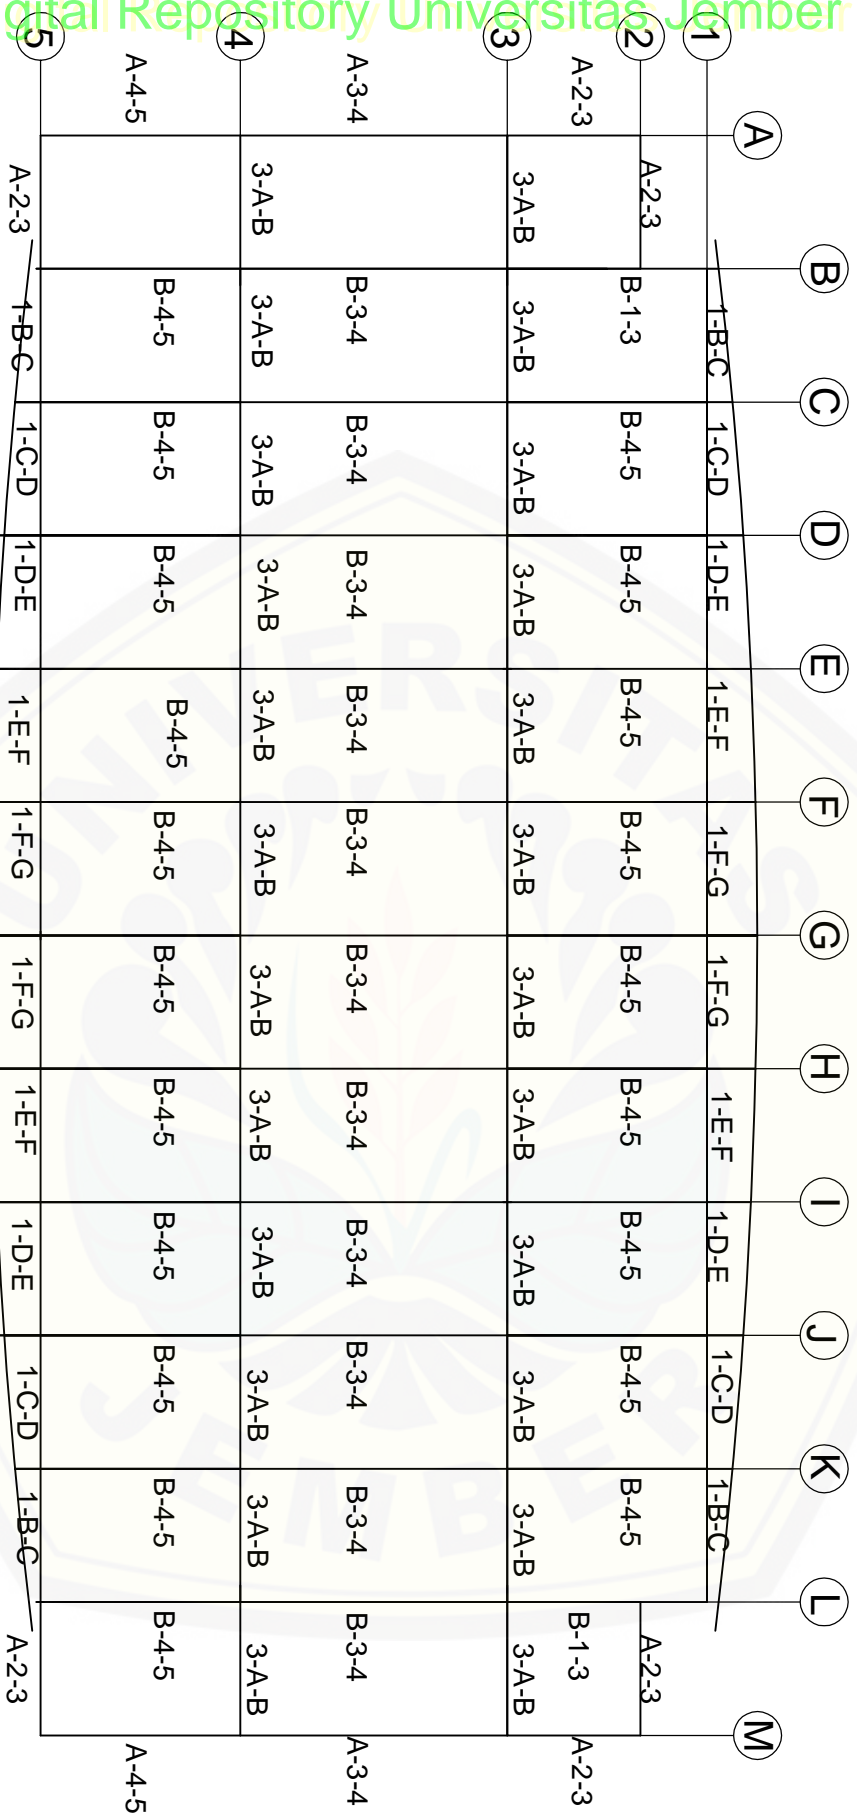 gital Repository Universitas Jember
5
4
3
2
1
A-4-5
A-3-4
A-2-3
A
A-2-3
3-A-B
3-A-B
A-2-3
B
1-B-C
B-4-5
3-A-B
B-3-4
3-A-B
B-1-3
1-B-C
C
1-C-D
B-4-5
3-A-B
B-3-4
3-A-B
B-4-5
1-C-D
D
1-D-E
B-4-5
3-A-B
B-3-4
3-A-B
B-4-5
1-D-E
E
1-E-F
B-4-5
3-A-B
B-3-4
3-A-B
B-4-5
1-E-F
F
1-F-G
B-4-5
3-A-B
B-3-4
3-A-B
B-4-5
1-F-G
G
1-F-G
B-4-5
3-A-B
B-3-4
3-A-B
B-4-5
1-F-G
H
1-E-F
B-4-5
3-A-B
B-3-4
3-A-B
B-4-5
1-E-F
I
1-D-E
B-4-5
3-A-B
B-3-4
3-A-B
B-4-5
1-D-E
J
1-C-D
B-4-5
3-A-B
B-3-4
3-A-B
B-4-5
1-C-D
K
1-B-C
B-4-5
3-A-B
B-3-4
3-A-B
B-4-5
1-B-C
L
A-2-3
B-4-5
3-A-B
B-3-4
3-A-B
B-1-3
A-2-3
M
A-4-5
A-3-4
A-2-3
UNIVERSITAS
JEMBER